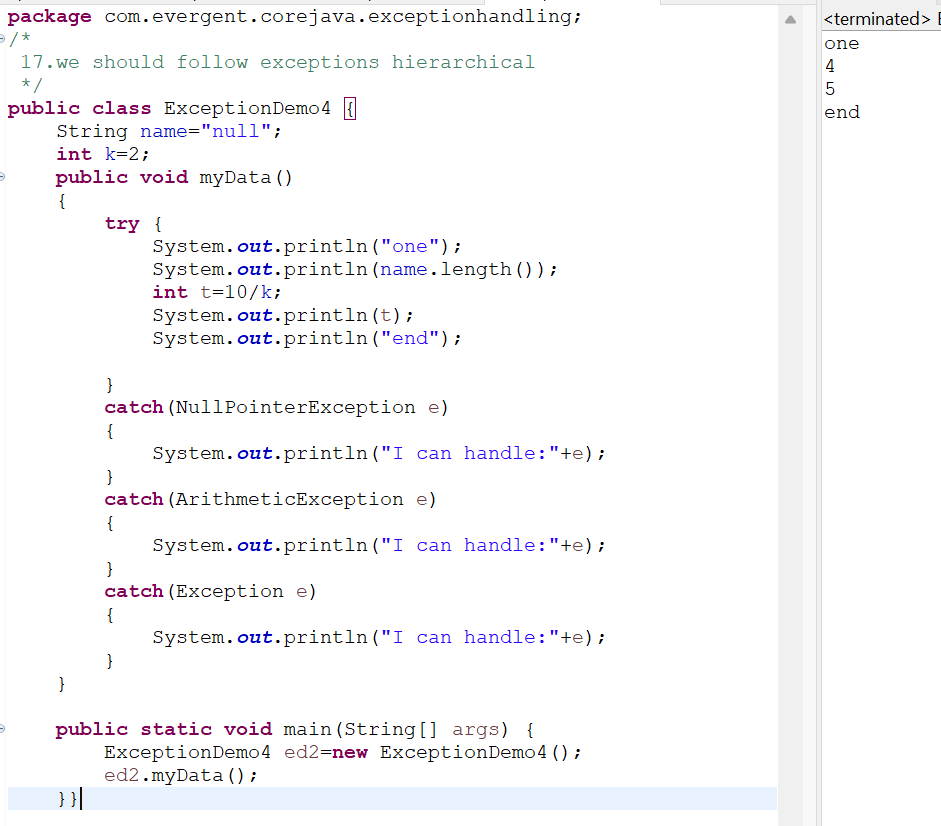 package com.evergent.corejava.exceptionhandling;
/*
 17.we should follow exceptions hierarchical
 */
public class ExceptionDemo4 {
    String name="null";
    int k=2;
    public void myData()
    {
        try {
            System.out.println("one");
            System.out.println(name.length());
            int t=10/k;
            System.out.println(t);
            System.out.println("end");

        }
        catch(NullPointerException e)
        {
            System.out.println("I can handle:"+e);
        }
        catch(ArithmeticException e)
        {
            System.out.println("I can handle:"+e);
        }
        catch(Exception e)
        {
            System.out.println("I can handle:"+e);
        }
    }

    public static void main(String[] args) {
        ExceptionDemo4 ed2=new ExceptionDemo4();
        ed2.myData();
    }}
<terminated>
one
4
5
end